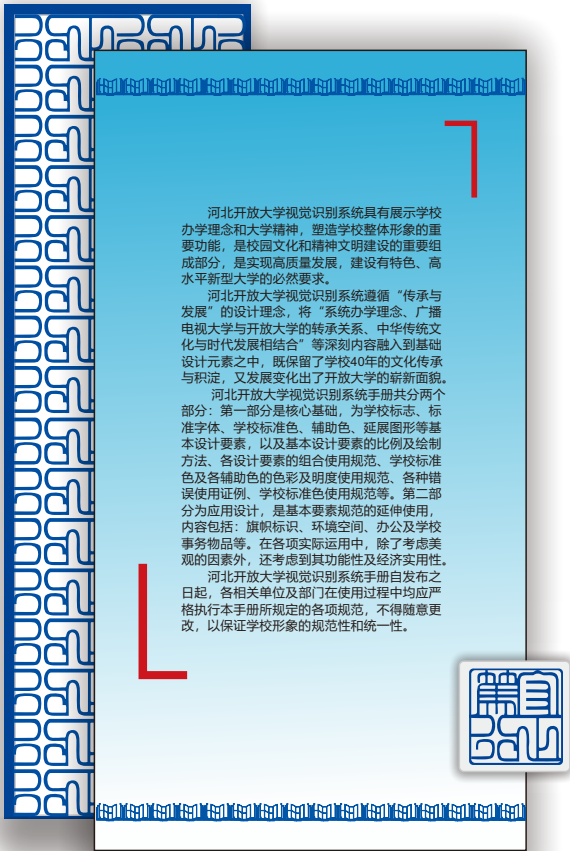 河北开放大学视觉识别系统具有展示学校
办学理念和大学精神，塑造学校整体形象的重
要功能，是校园文化和精神文明建设的重要组
成部分，是实现高质量发展，建设有特色、高
水平新型大学的必然要求。
河北开放大学视觉识别系统遵循“传承与
发展”的设计理念，将“系统办学理念、广播
电视大学与开放大学的转承关系、中华传统文
化与时代发展相结合”等深刻内容融入到基础
设计元素之中，既保留了学校40年的文化传承
与积淀，又发展变化出了开放大学的崭新面貌。
河北开放大学视觉识别系统手册共分两个
部分：第一部分是核心基础，为学校标志、标
准字体、学校标准色、辅助色、延展图形等基
本设计要素，以及基本设计要素的比例及绘制
方法、各设计要素的组合使用规范、学校标准
色及各辅助色的色彩及明度使用规范、各种错
误使用证例、学校标准色使用规范等。第二部
分为应用设计，是基本要素规范的延伸使用，
内容包括：旗帜标识、环境空间、办公及学校
事务物品等。在各项实际运用中，除了考虑美
观的因素外，还考虑到其功能性及经济实用性。
河北开放大学视觉识别系统手册自发布之
日起，各相关单位及部门在使用过程中均应严
格执行本手册所规定的各项规范，不得随意更
改，以保证学校形象的规范性和统一性。